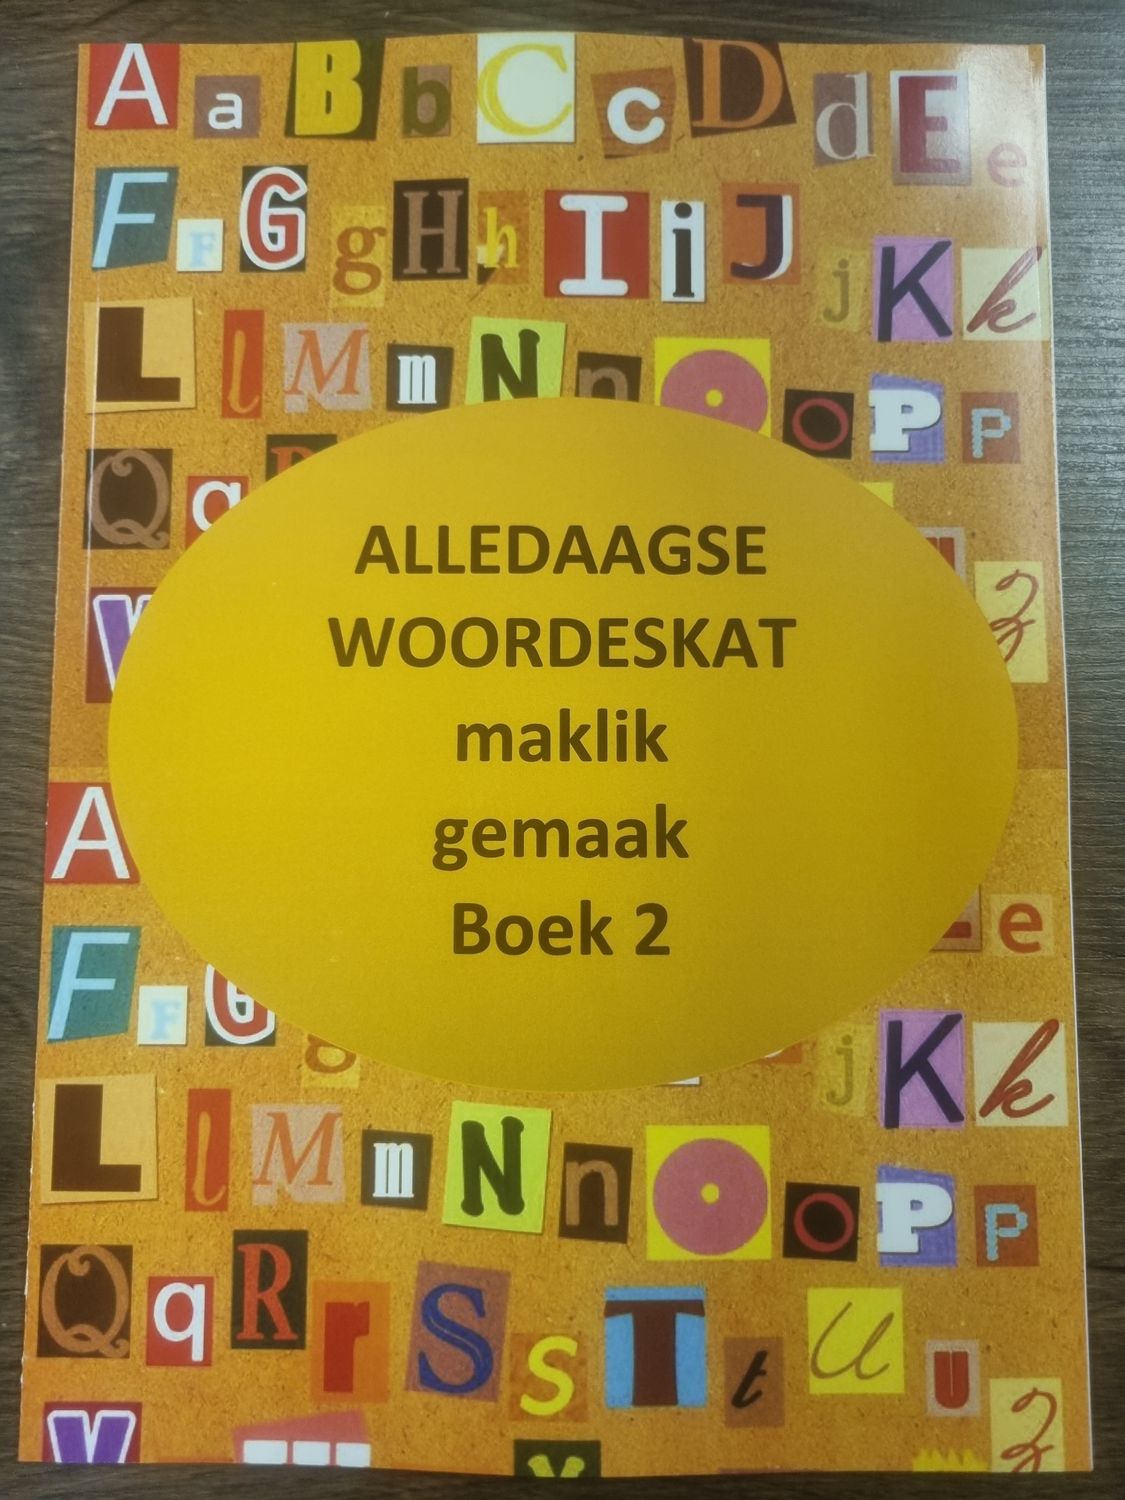 A a B b C c D d E e
F F G g H h I i J j K k
L l M m N n O o P P
Q q
ALLEDAAGSE
WOORDESKAT
maklik
gemaak
Boek 2
A
F F G g j K k
L l M m N n O o P P
Q q R r S s T t U u z